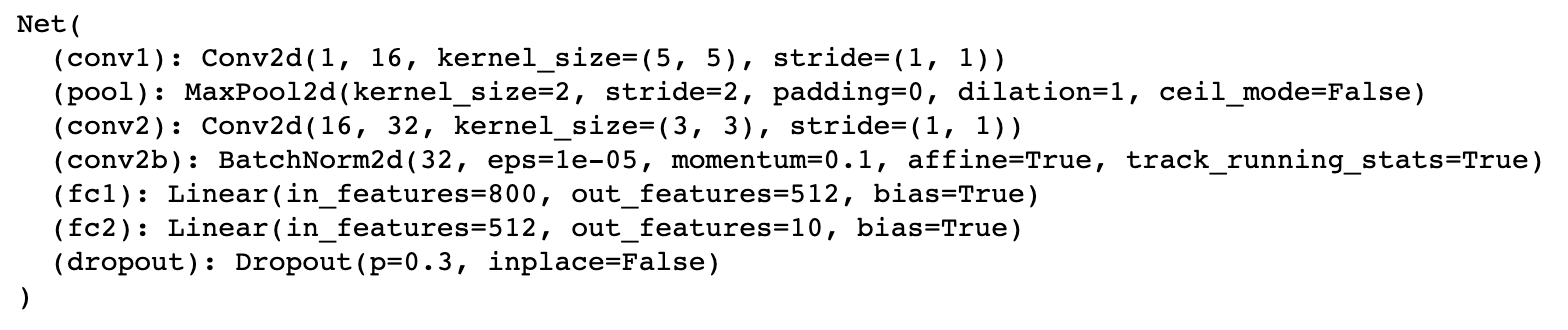 Net(
  (conv1): Conv2d(1, 16, kernel_size=(5, 5), stride=(1, 1))
  (pool): MaxPool2d(kernel_size=2, stride=2, padding=0, dilation=1, ceil_mode=False)
  (conv2): Conv2d(16, 32, kernel_size=(3, 3), stride=(1, 1))
  (conv2b): BatchNorm2d(32, eps=1e-05, momentum=0.1, affine=True, track_running_stats=True)
  (fc1): Linear(in_features=800, out_features=512, bias=True)
  (fc2): Linear(in_features=512, out_features=10, bias=True)
  (dropout): Dropout(p=0.3, inplace=False)
)